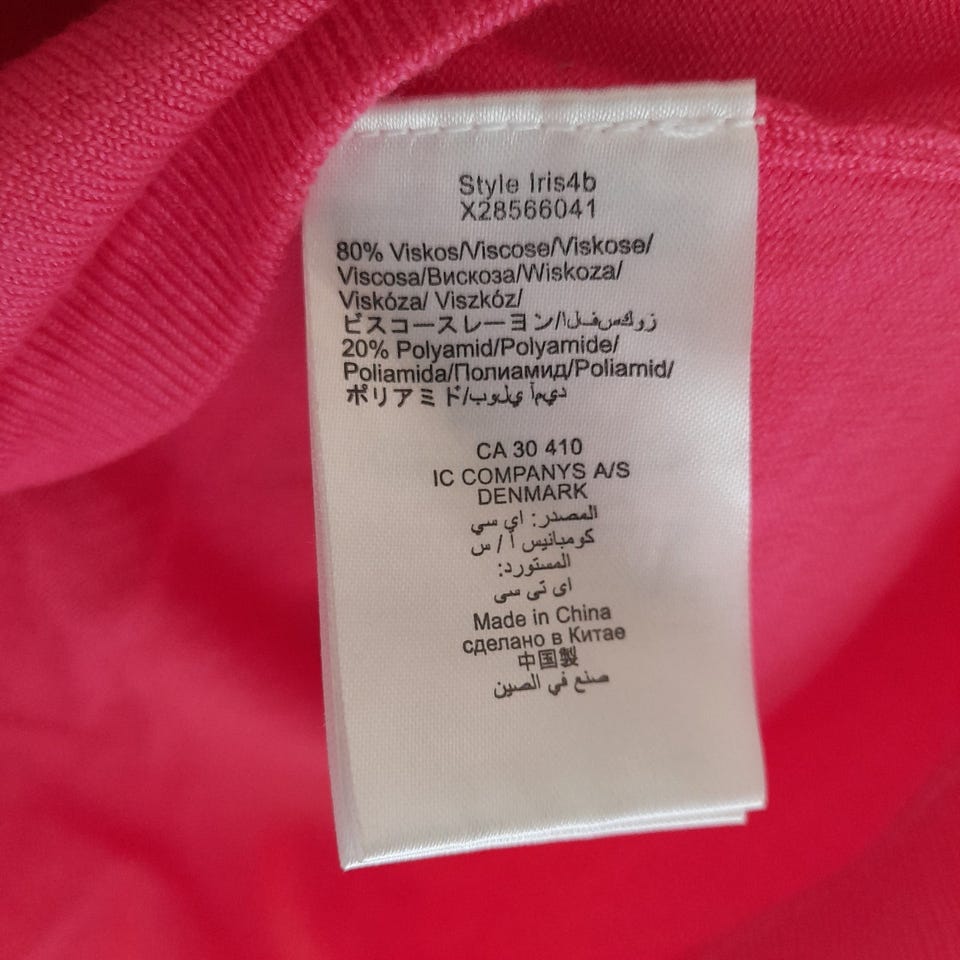 Style Iris4b
X28566041
80% Viskos/Viscose/Viskose/
Viscosa/Вискоза/Wiskoza/
Viskóza/ Viszkóz/
ビスコースレーヨン/الفسكوز
20% Polyamid/Polyamide/
Poliamida/Полиамид/Poliamid/
ポリアミド/بولي أميد
CA 30 410
IC COMPANYS A/S
DENMARK
المصدر: اي سي
كومبانيس أ / س
المستورد:
اى تى سى
Made in China
сделано в Китае
中国製
صنع في الصين